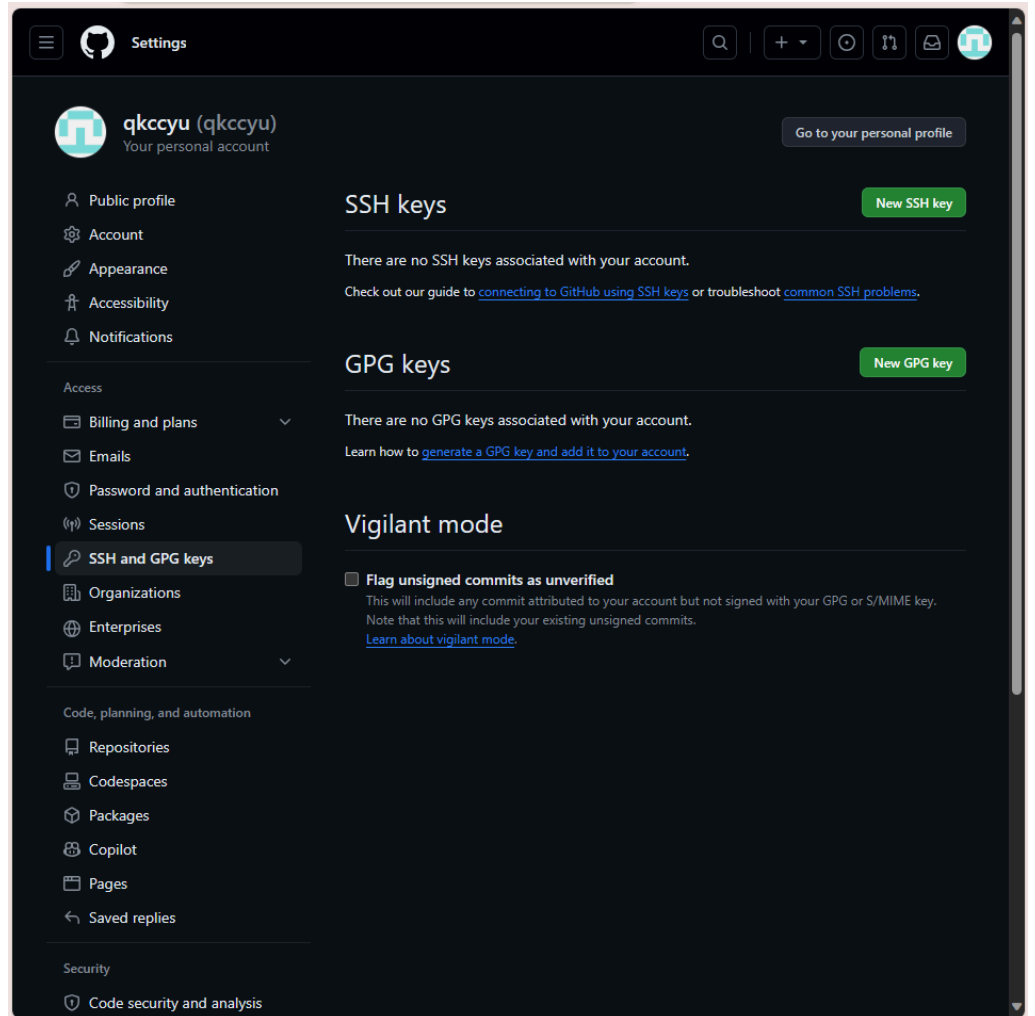 Settings
qkccyu (qkccyu)
Your personal account
Go to your personal profile
Public profile
Account
Appearance
Accessibility
Notifications
Access
Billing and plans
Emails
Password and authentication
Sessions
SSH and GPG keys
Organizations
Enterprises
Moderation
Code, planning, and automation
Repositories
Codespaces
Packages
Copilot
Pages
Saved replies
Security
Code security and analysis
SSH keys
New SSH key
There are no SSH keys associated with your account.
Check out our guide to connecting to GitHub using SSH keys or troubleshoot common SSH problems.
GPG keys
New GPG key
There are no GPG keys associated with your account.
Learn how to generate a GPG key and add it to your account.
Vigilant mode
Flag unsigned commits as unverified
This will include any commit attributed to your account but not signed with your GPG or S/MIME key.
Note that this will include your existing unsigned commits.
Learn about vigilant mode.